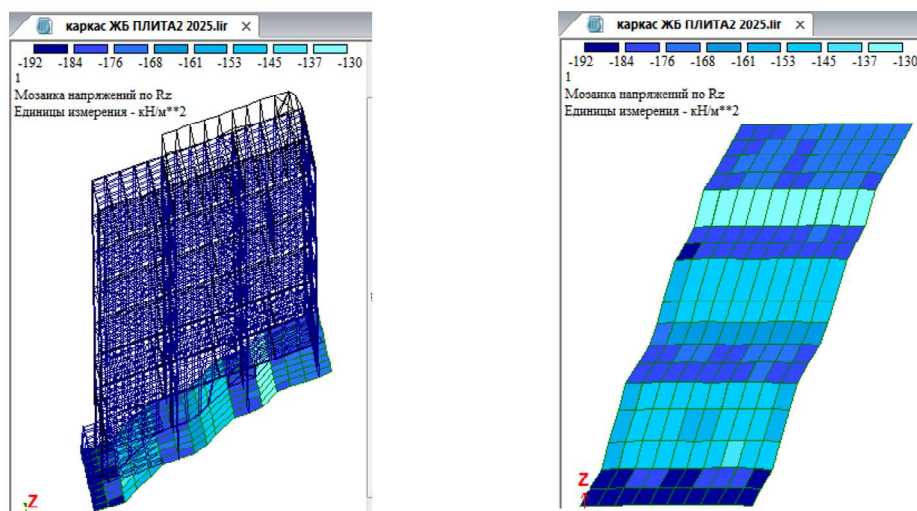 каркас ЖБ ПЛИТА2 2025.lir
-192 -184 -176 -168 -161 -153 -145 -137 -130
1
Мозаика напряжений по Rz
Единицы измерения - кН/м**2
Z
каркас ЖБ ПЛИТА2 2025.lir
-192 -184 -176 -168 -161 -153 -145 -137 -130
1
Мозаика напряжений по Rz
Единицы измерения - кН/м**2
Z